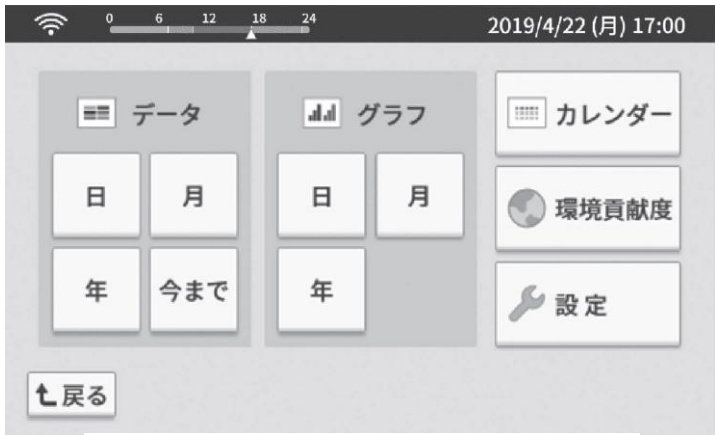 0 6 12 18 24
2019/4/22 (月) 17:00
データ
日 月
年 今まで
グラフ
日 月
年
カレンダー
環境貢献度
設定
戻る